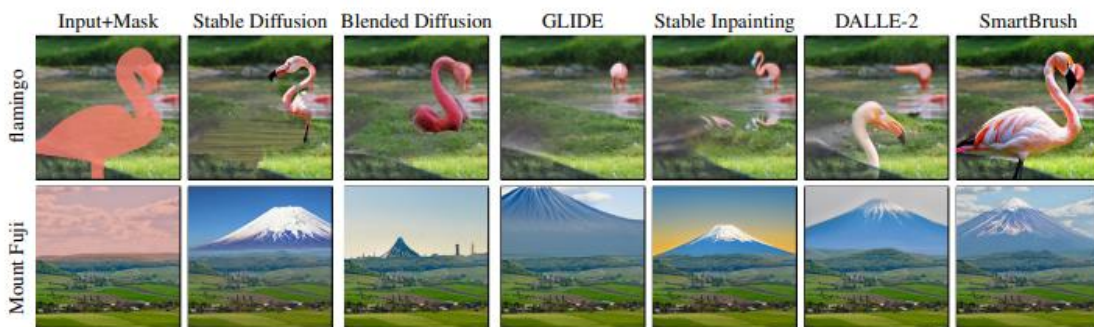 Input+Mask Stable Diffusion Blended Diffusion GLIDE Stable Inpainting DALLE-2 SmartBrush
flamingo
Mount Fuji